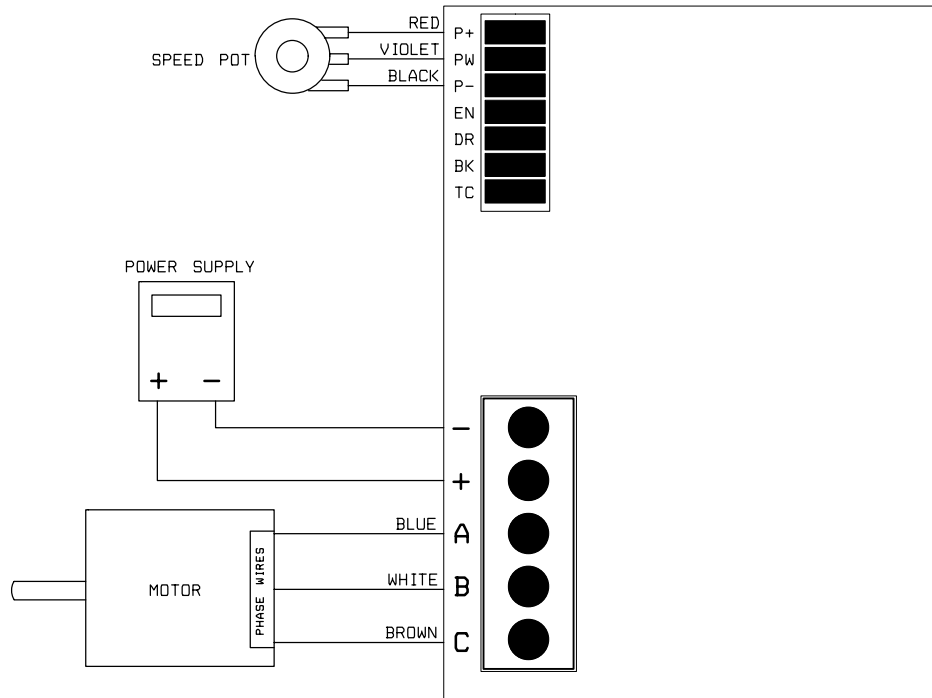 RED
P+
SPEED POT
VIOLET
PW
BLACK
P-
EN
DR
BK
TC
POWER SUPPLY
+ -
-
+
BLUE
A
MOTOR
PHASE WIRES
WHITE
B
BROWN
C